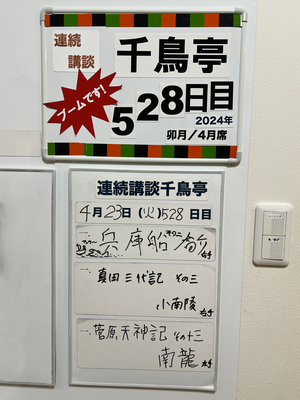 連続
講談
千鳥亭
ブームです!
528日目
2024年
卯月/4月席
連続講談千鳥亭
4月23日(火)528日目
一、兵庫船 その二
一、真田三代記 その三
小南陵
一、菅原天神記 その十三
南龍